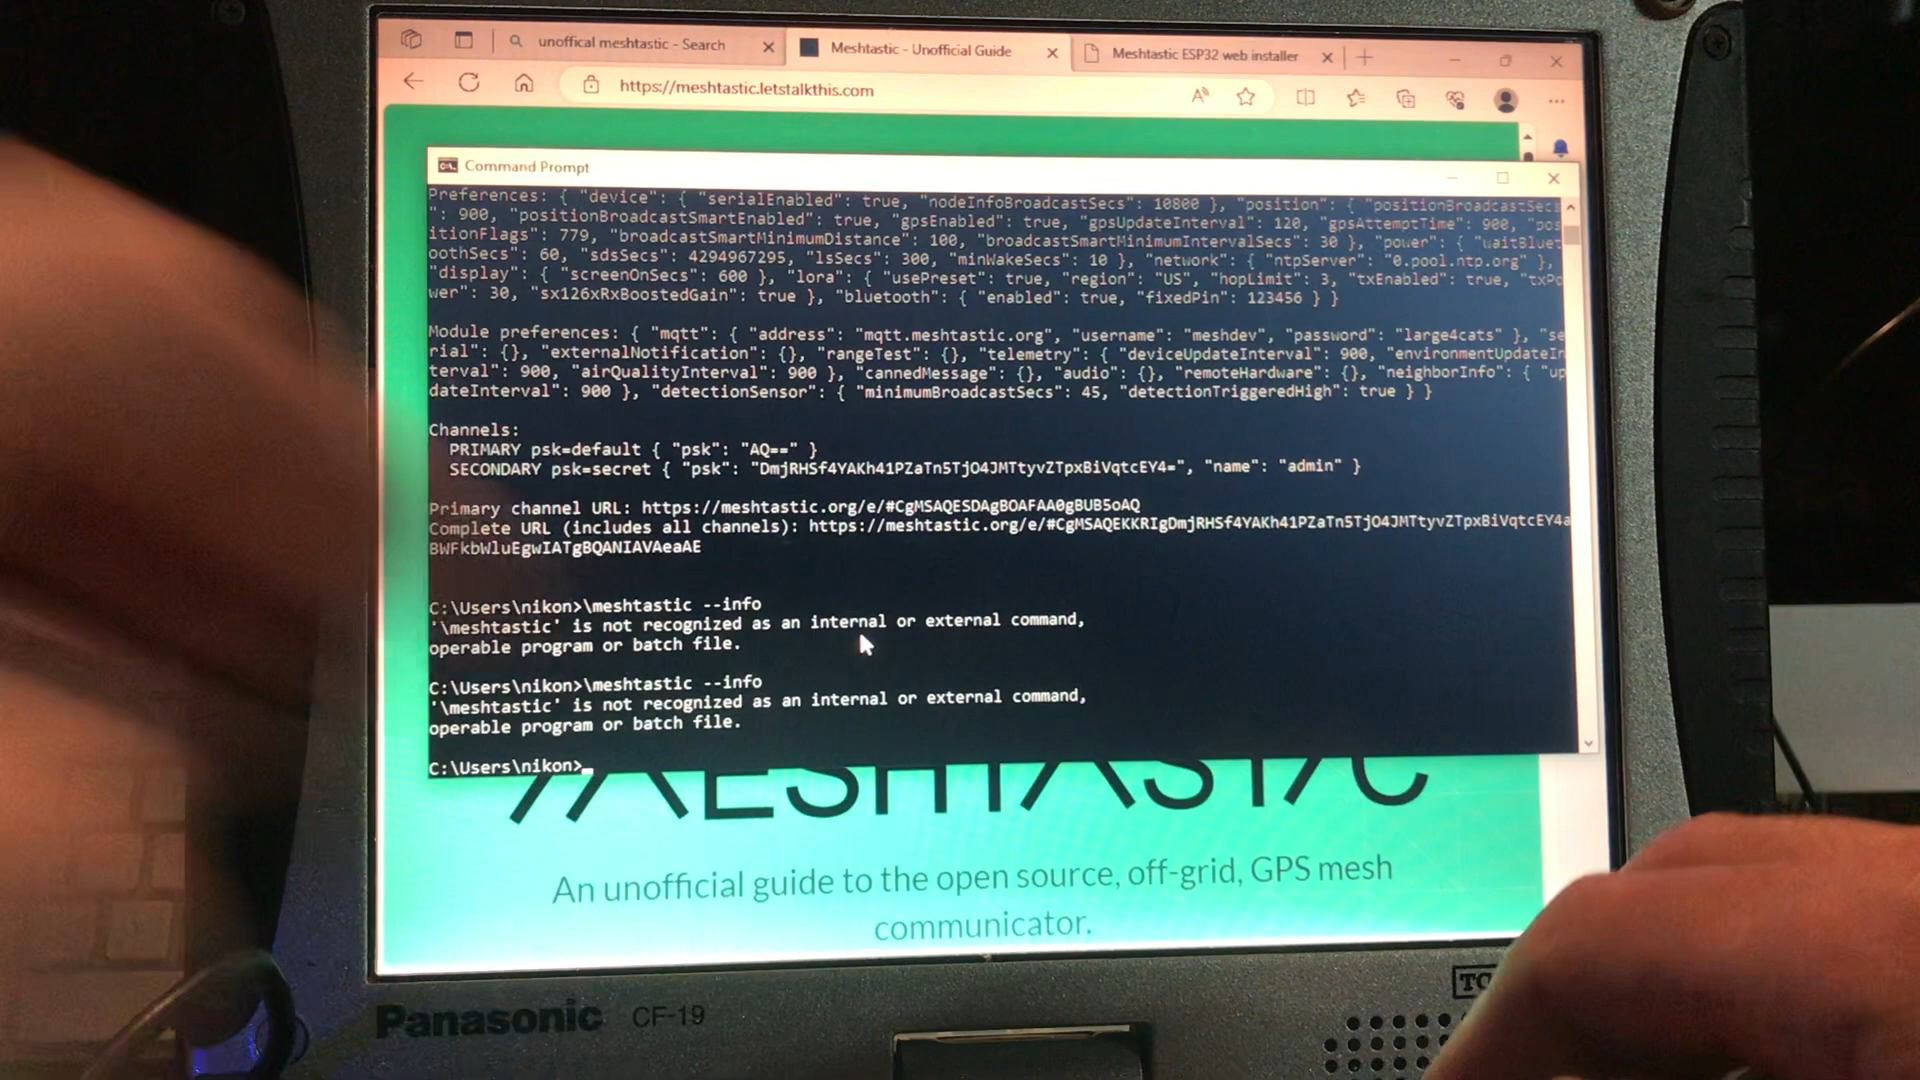 unoffical meshtastic - Search
Meshtastic - Unofficial Guide
Meshtastic ESP32 web installer
https://meshtastic.letstalkthis.com
Command Prompt
Preferences: { "device": { "serialEnabled": true, "nodeInfoBroadcastSecs": 10800 }, "position": { "positionBroadcastSecs
": 900, "positionBroadcastSmartEnabled": true, "gpsEnabled": true, "gpsUpdateInterval": 120, "gpsAttemptTime": 900, "pos
itionFlags": 779, "broadcastSmartMinimumDistance": 100, "broadcastSmartMinimumIntervalSecs": 30 }, "power": { "waitBluet
oothSecs": 60, "sdsSecs": 4294967295, "lsSecs": 300, "minWakeSecs": 10 }, "network": { "ntpServer": "0.pool.ntp.org" },
"display": { "screenOnSecs": 600 }, "lora": { "usePreset": true, "region": "US", "hopLimit": 3, "txEnabled": true, "txPo
wer": 30, "sx126xRxBoostedGain": true }, "bluetooth": { "enabled": true, "fixedPin": 123456 } }
Module preferences: { "mqtt": { "address": "mqtt.meshtastic.org", "username": "meshdev", "password": "large4cats" }, "se
rial": {}, "externalNotification": {}, "rangeTest": {}, "telemetry": { "deviceUpdateInterval": 900, "environmentUpdateIn
terval": 900, "airQualityInterval": 900 }, "cannedMessage": {}, "audio": {}, "remoteHardware": {}, "neighborInfo": { "up
dateInterval": 900 }, "detectionSensor": { "minimumBroadcastSecs": 45, "detectionTriggeredHigh": true } }
Channels:
PRIMARY psk=default { "psk": "AQ==" }
SECONDARY psk=secret { "psk": "DmjRHSf4YAKh41PZaTn5TjO4JMTtyvZTpxBiVqtcEY4=", "name": "admin" }
Primary channel URL: https://meshtastic.org/e/#CgMSAQESDAgBOAFAA0gBUB5oAQ
Complete URL (includes all channels): https://meshtastic.org/e/#CgMSAQEKKRIgDmjRHSf4YAKh41PZaTn5TjO4JMTtyvZTpxBiVqtcEY4a
BWFkbWluEgwIATgBQANIAVAeaAE
C:\Users\nikon>\meshtastic --info
'\meshtastic' is not recognized as an internal or external command,
operable program or batch file.
C:\Users\nikon>\meshtastic --info
'\meshtastic' is not recognized as an internal or external command,
operable program or batch file.
C:\Users\nikon>
MESHTASTIC
An unofficial guide to the open source, off-grid, GPS mesh
communicator.
Panasonic CF-19